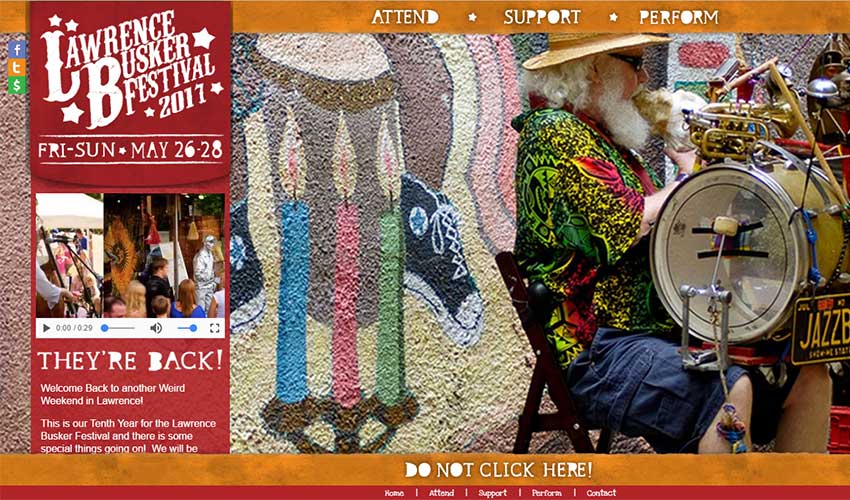 ATTEND ★ SUPPORT ★ PERFORM
LAWRENCE
BUSKER
FESTIVAL
2017
FRI-SUN ★ MAY 26-28
0:00 / 0:29
THEY'RE BACK!
Welcome Back to another Weird
Weekend in Lawrence!
This is our Tenth Year for the Lawrence
Busker Festival and there is some
special things going on! We will be
JAZZB
DO NOT CLICK HERE!
Home | Attend | Support | Perform | Contact